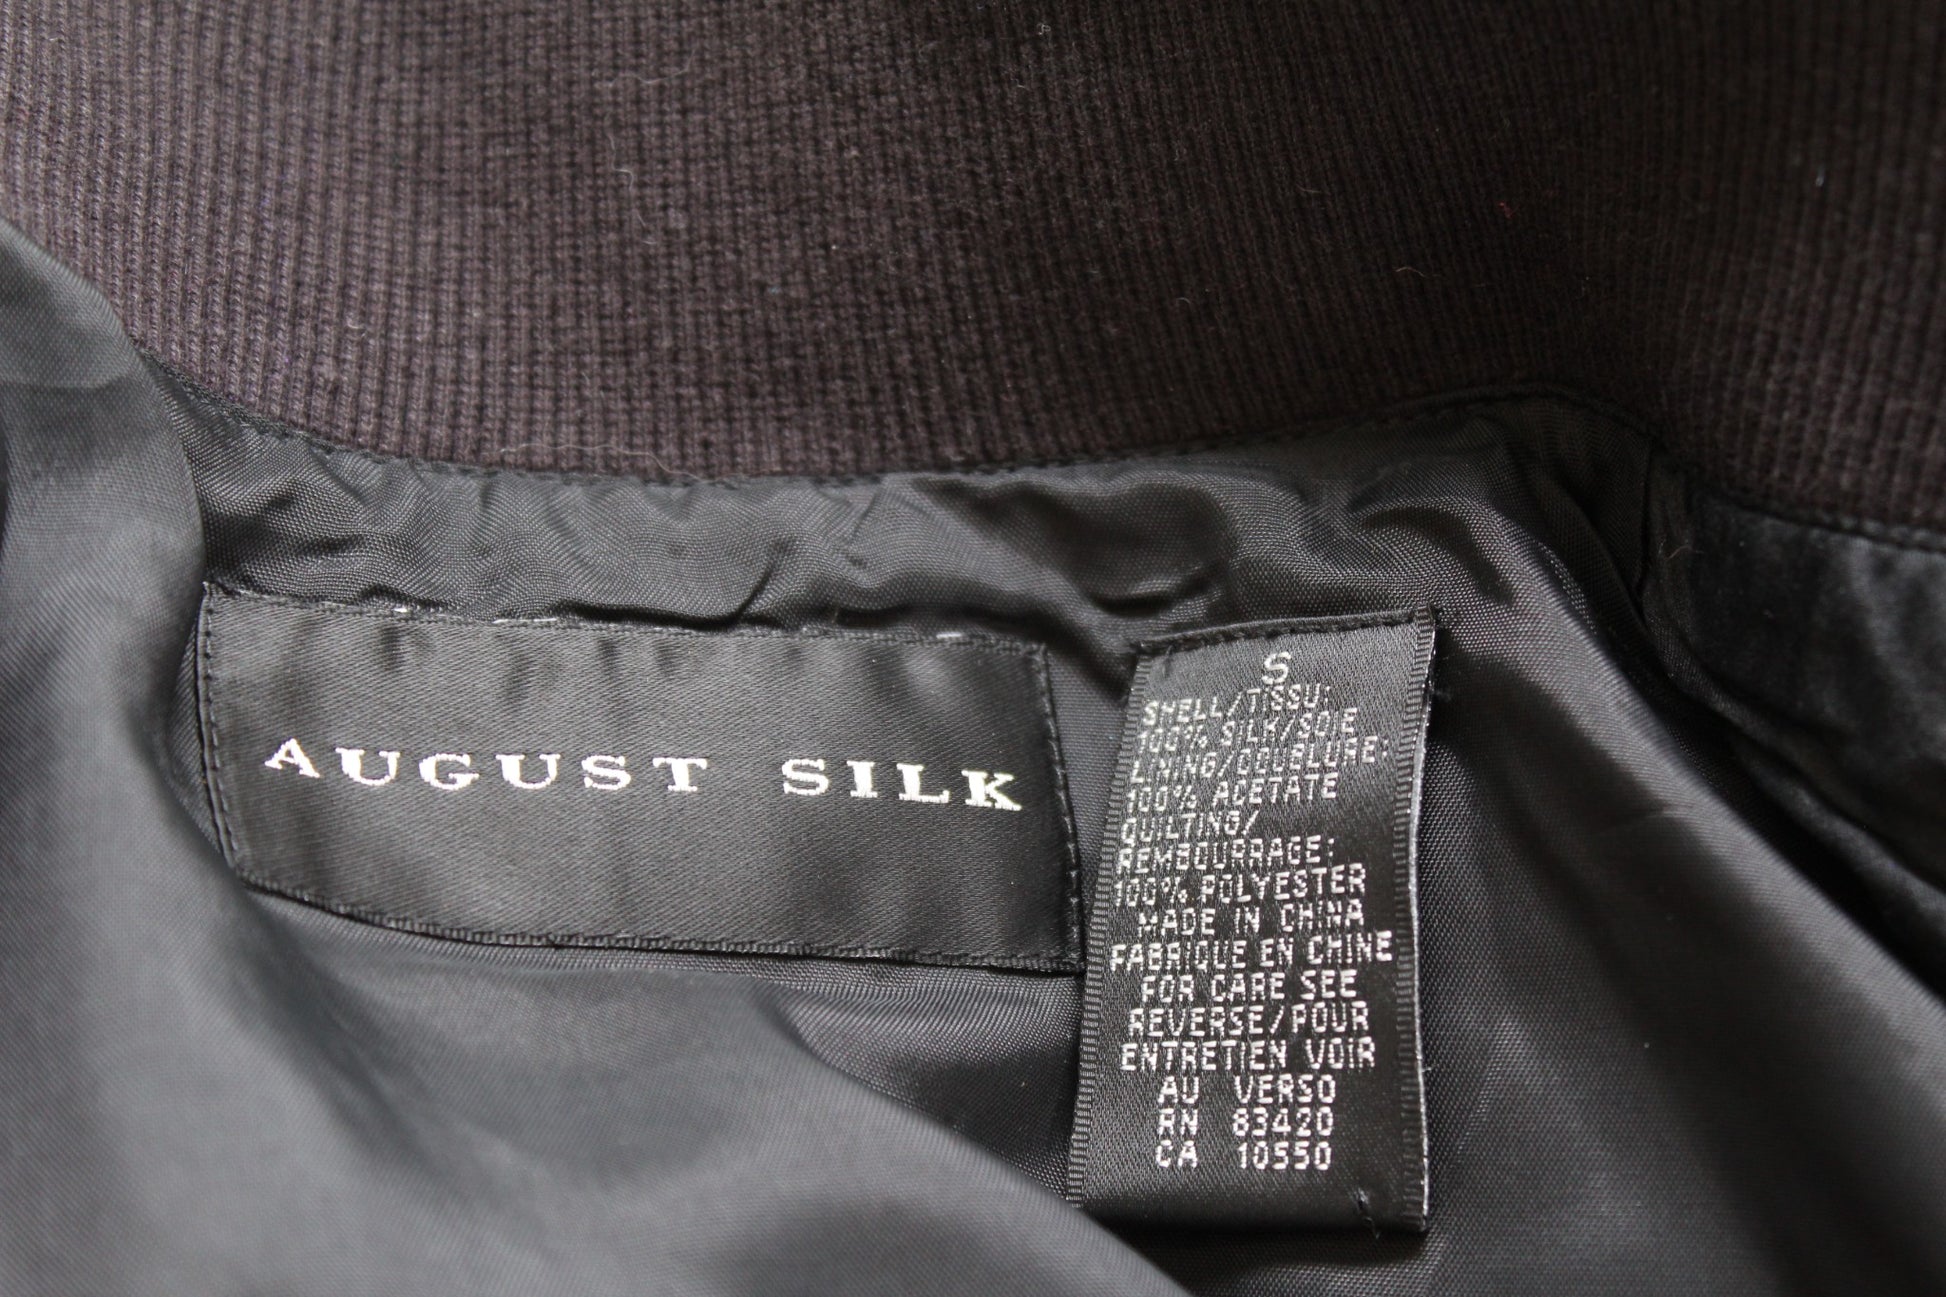 AUGUST SILK
S
SHELL/TISSU:
100% SILK/SOIE
LINING/DOUBLURE:
100% ACETATE
QUILTING/
REMBOURRAGE:
100% POLYESTER
MADE IN CHINA
FABRIQUE EN CHINE
FOR CARE SEE
REVERSE/POUR
ENTRETIEN VOIR
AU VERSO
RN 83420
CA 10550